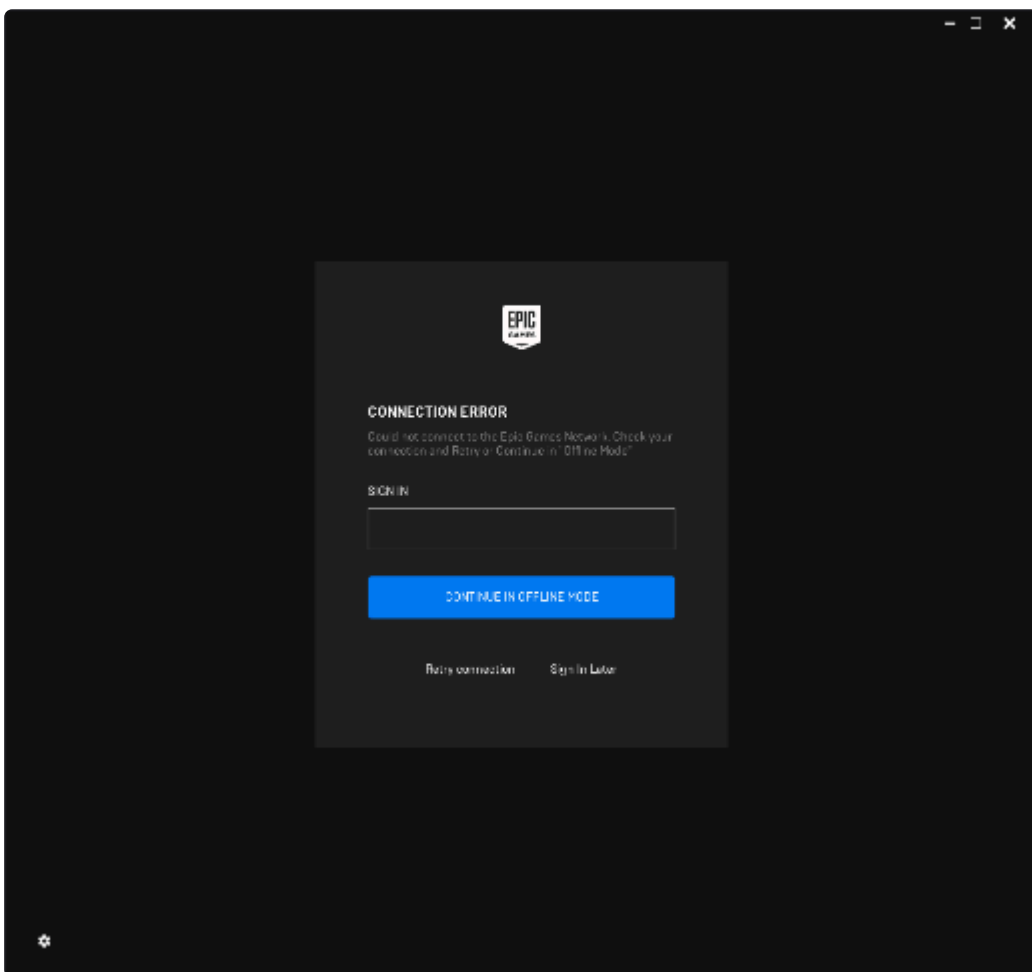 EPIC
GAMES
CONNECTION ERROR
Could not connect to the Epic Games Network. Check your
connection and Retry or Continue in "Offline Mode"
SIGN IN
CONTINUE IN OFFLINE MODE
Retry connection Sign In Later